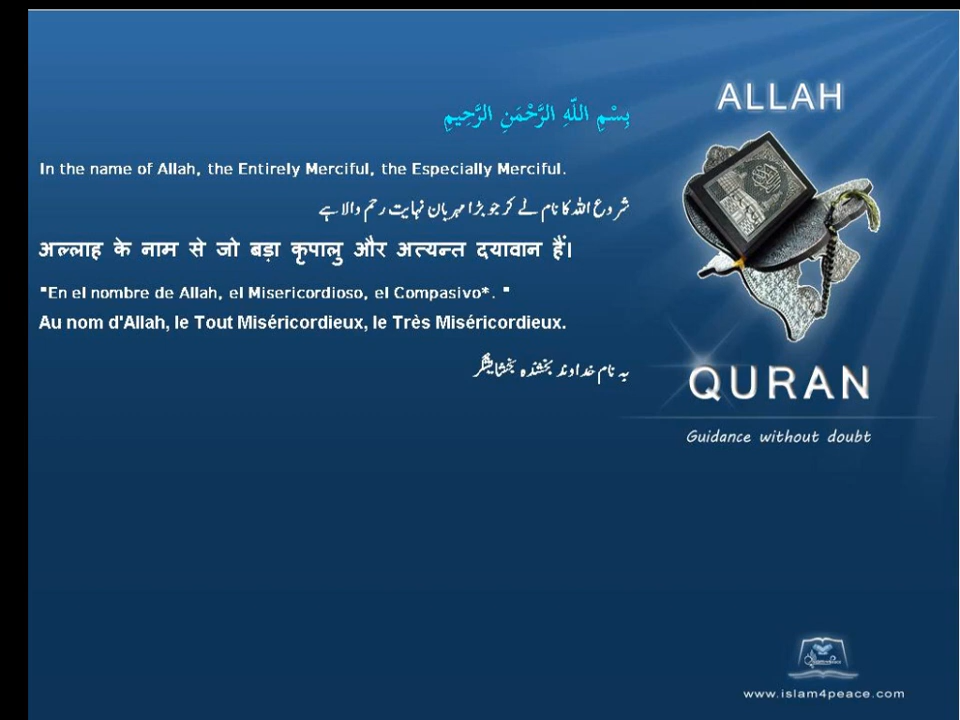 بِسْمِ اللّهِ الرَّحْمَنِ الرَّحِيمِ
In the name of Allah, the Entirely Merciful, the Especially Merciful.
شروع الله کا نام لے کر جو بڑا مہربان نہایت رحم والا ہے
अल्लाह के नाम से जो बड़ा कृपालु और अत्यन्त दयावान हैं।
"En el nombre de Allah, el Misericordioso, el Compasivo*. "
Au nom d'Allah, le Tout Miséricordieux, le Très Miséricordieux.
به نام خداوند بخشنده بخشایشگر
ALLAH
QURAN
Guidance without doubt
www.islam4peace.com